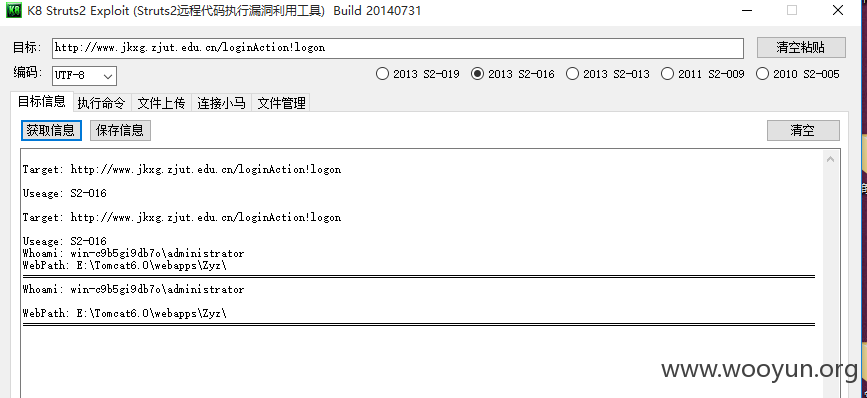 K8 Struts2 Exploit (Struts2远程代码执行漏洞利用工具) Build 20140731
目标: http://www.jkxg.zjut.edu.cn/loginAction!logon 清空粘贴
编码: UTF-8 2013 S2-019 2013 S2-016 2013 S2-013 2011 S2-009 2010 S2-005
目标信息 执行命令 文件上传 连接小马 文件管理
获取信息 保存信息 清空
Target: http://www.jkxg.zjut.edu.cn/loginAction!logon
Useage: S2-016
Target: http://www.jkxg.zjut.edu.cn/loginAction!logon
Useage: S2-016
Whoami: win-c9b5gi9db7o\administrator
WebPath: E:\Tomcat6.0\webapps\Zyz\
Whoami: win-c9b5gi9db7o\administrator
WebPath: E:\Tomcat6.0\webapps\Zyz\
www.wooyun.org